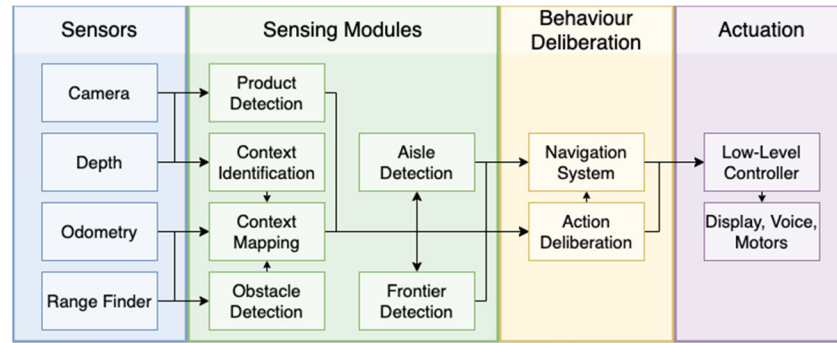 Sensors
Sensing Modules
Behaviour
Deliberation
Actuation
Camera
Product
Detection
Depth
Context
Identification
Aisle
Detection
Navigation
System
Low-Level
Controller
Odometry
Context
Mapping
Action
Deliberation
Display, Voice,
Motors
Range Finder
Obstacle
Detection
Frontier
Detection